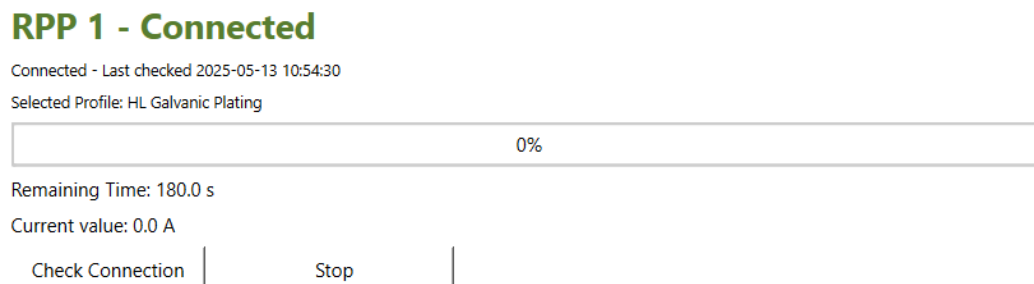 RPP 1 - Connected
Connected - Last checked 2025-05-13 10:54:30
Selected Profile: HL Galvanic Plating
0%
Remaining Time: 180.0 s
Current value: 0.0 A
Check Connection Stop